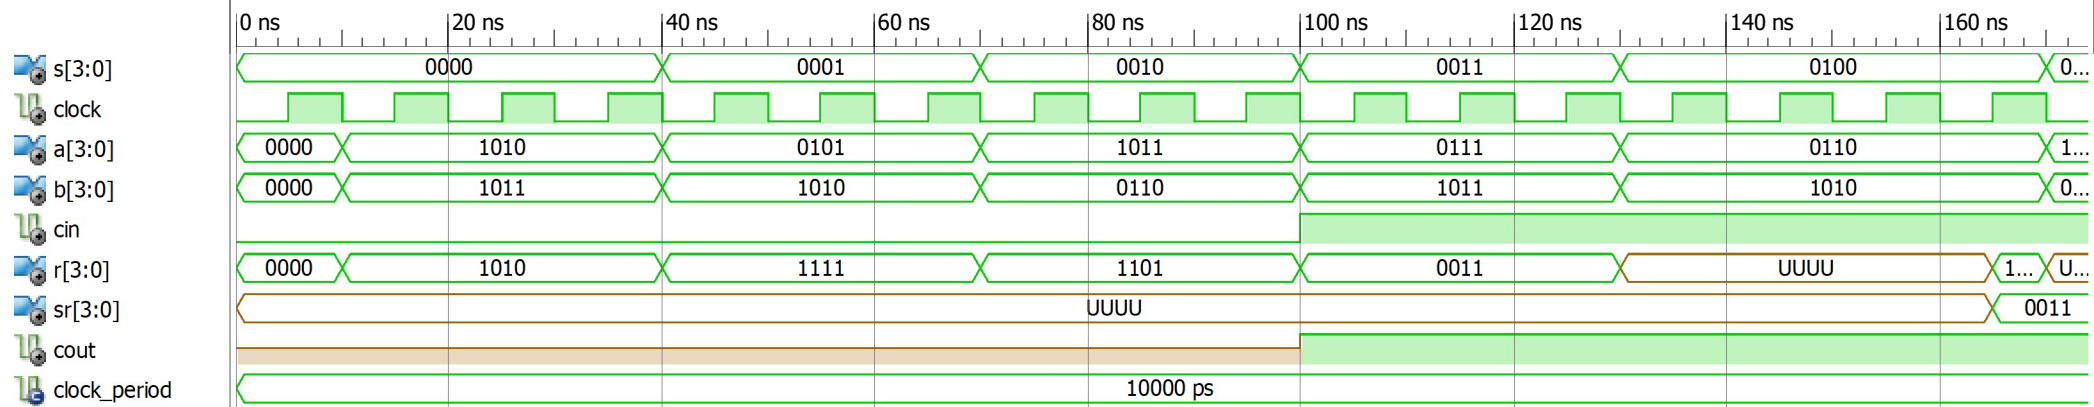 0 ns 20 ns 40 ns 60 ns 80 ns 100 ns 120 ns 140 ns 160 ns
s[3:0] 0000 0001 0010 0011 0100 0...
clock
a[3:0] 0000 1010 0101 1011 0111 0110 1...
b[3:0] 0000 1011 1010 0110 1011 1010 0...
cin
r[3:0] 0000 1010 1111 1101 0011 UUUU 1... U...
sr[3:0] UUUU 0011
cout
clock_period 10000 ps